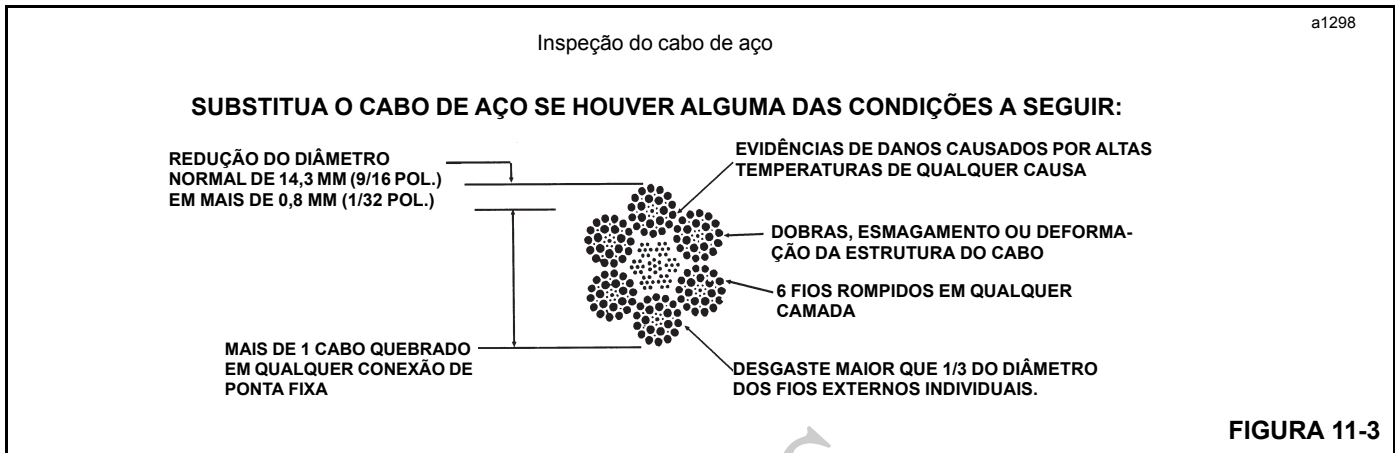 a1298
Inspeção do cabo de aço
SUBSTITUA O CABO DE AÇO SE HOUVER ALGUMA DAS CONDIÇÕES A SEGUIR:
REDUÇÃO DO DIÂMETRO
NORMAL DE 14,3 MM (9/16 POL.)
EM MAIS DE 0,8 MM (1/32 POL.)
EVIDÊNCIAS DE DANOS CAUSADOS POR ALTAS
TEMPERATURAS DE QUALQUER CAUSA
DOBRAS, ESMAGAMENTO OU DEFORMA-
ÇÃO DA ESTRUTURA DO CABO
6 FIOS ROMPIDOS EM QUALQUER
CAMADA
MAIS DE 1 CABO QUEBRADO
EM QUALQUER CONEXÃO DE
PONTA FIXA
DESGASTE MAIOR QUE 1/3 DO DIÂMETRO
DOS FIOS EXTERNOS INDIVIDUAIS.
FIGURA 11-3